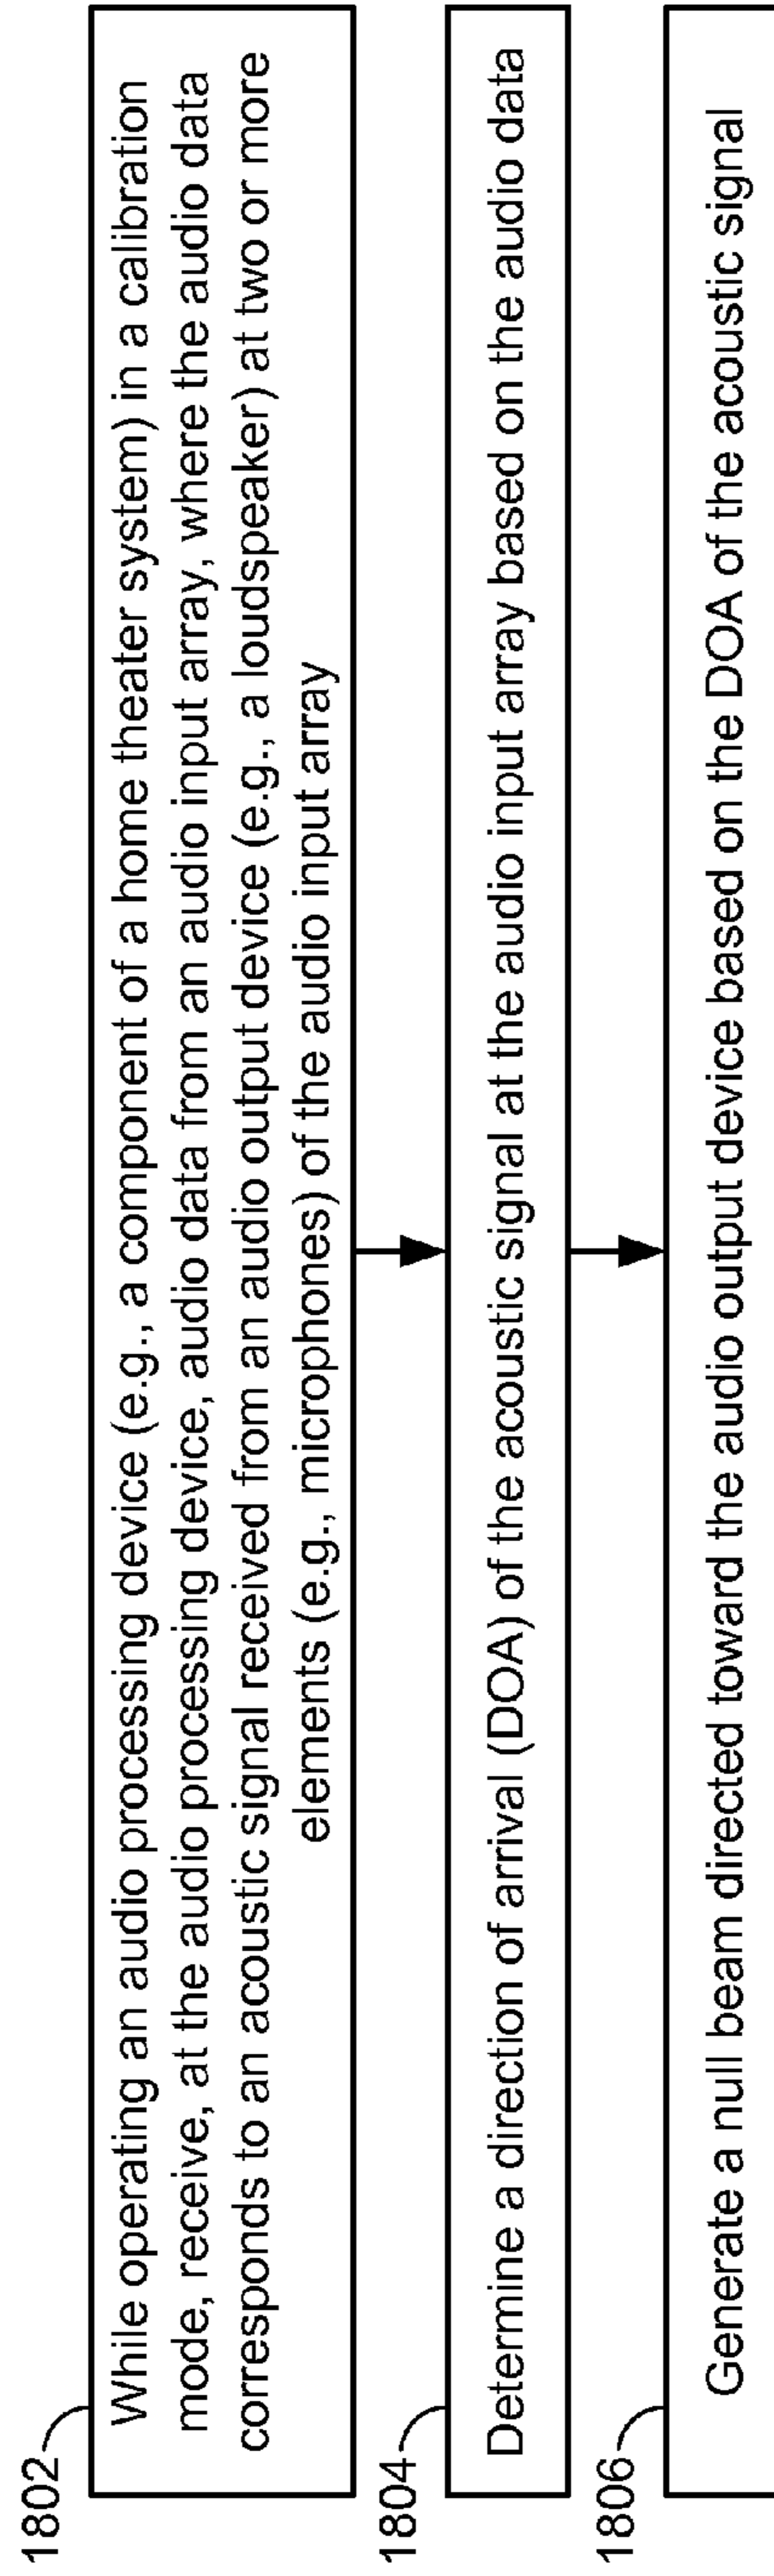 1802
While operating an audio processing device (e.g., a component of a home theater system) in a calibration
mode, receive, at the audio processing device, audio data from an audio input array, where the audio data
corresponds to an acoustic signal received from an audio output device (e.g., a loudspeaker) at two or more
elements (e.g., microphones) of the audio input array
1804
Determine a direction of arrival (DOA) of the acoustic signal at the audio input array based on the audio data
1806
Generate a null beam directed toward the audio output device based on the DOA of the acoustic signal